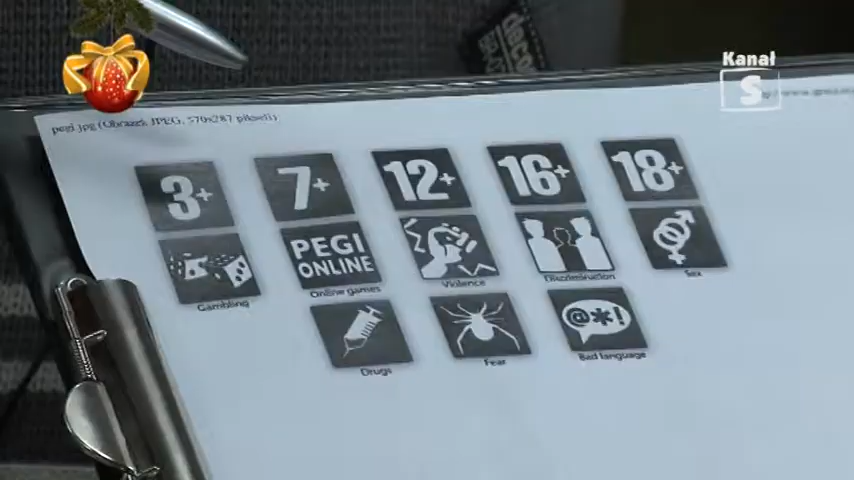 Kanal
S
pegi.jpg (Obrazek JPEG, 570x287 pikseli)
3+ 7+ 12+ 16+ 18+
PEGI
ONLINE
Gambling Online games Violence Discrimination Sex
@*!
Drugs Fear Bad language